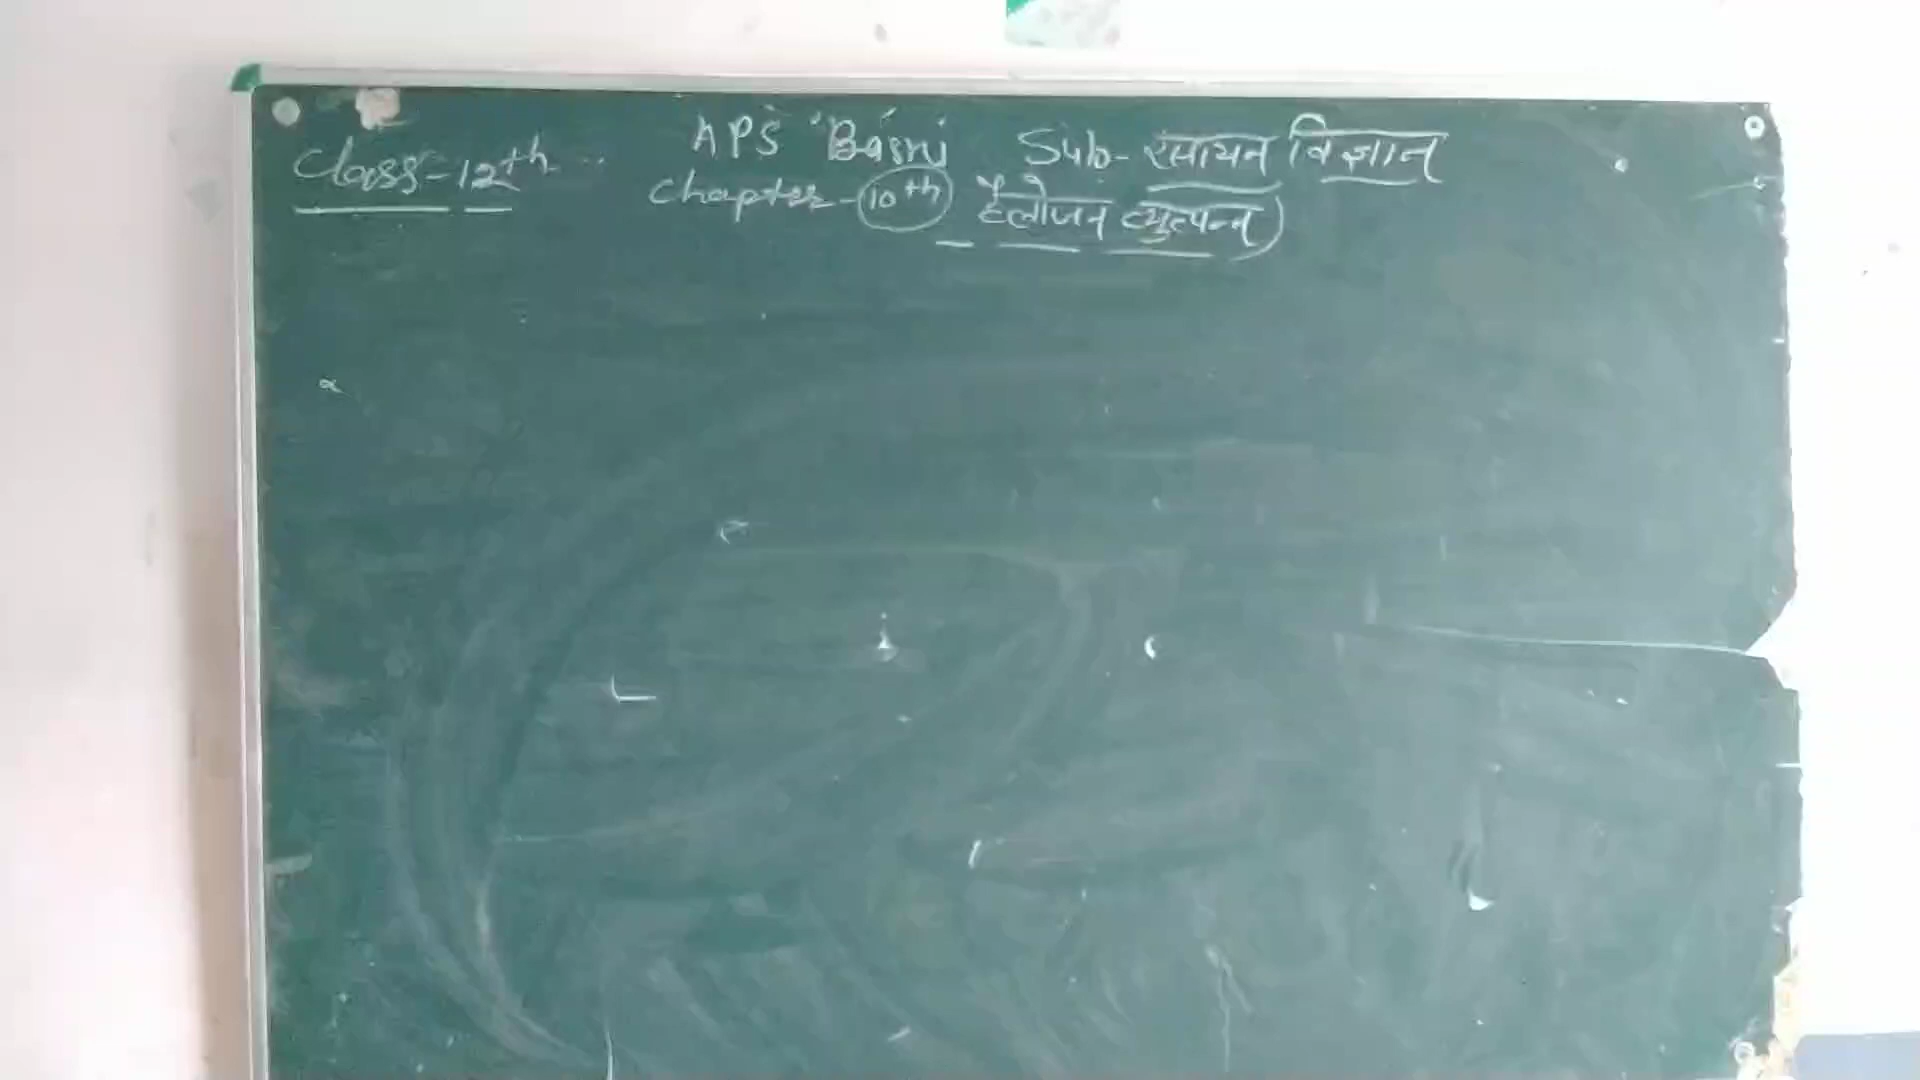 APS Basni Sub- रसायन विज्ञान
Class-12th
Chapter-10th हैलोजन व्युत्पन्न)